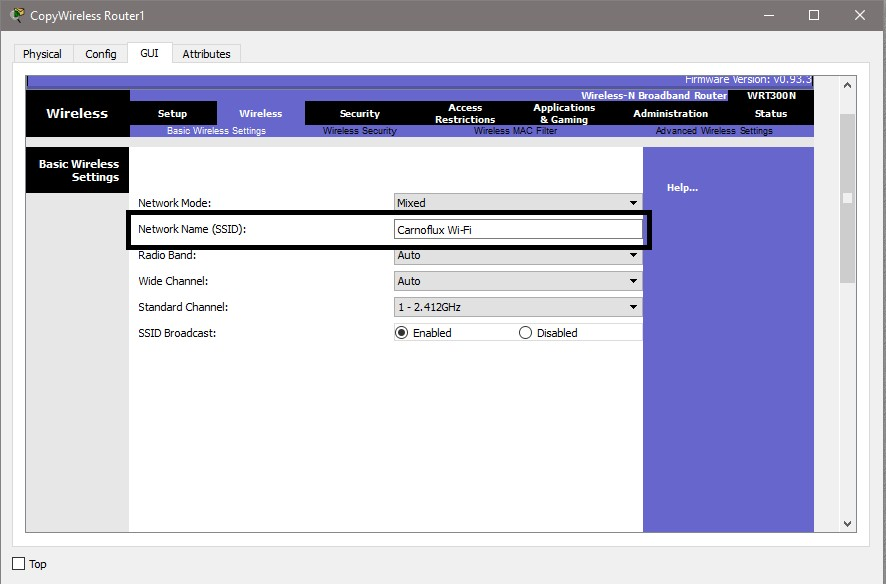 CopyWireless Router1
Physical Config GUI Attributes
Firmware Version: v0.93.3
Wireless-N Broadband Router WRT300N
Wireless
Setup Wireless Security Access Restrictions Applications & Gaming Administration Status
Basic Wireless Settings Wireless Security Wireless MAC Filter Advanced Wireless Settings
Basic Wireless
Settings
Help...
Network Mode: Mixed
Network Name (SSID): Carnoflux Wi-Fi
Radio Band: Auto
Wide Channel: Auto
Standard Channel: 1 - 2.412GHz
SSID Broadcast: Enabled Disabled
Top